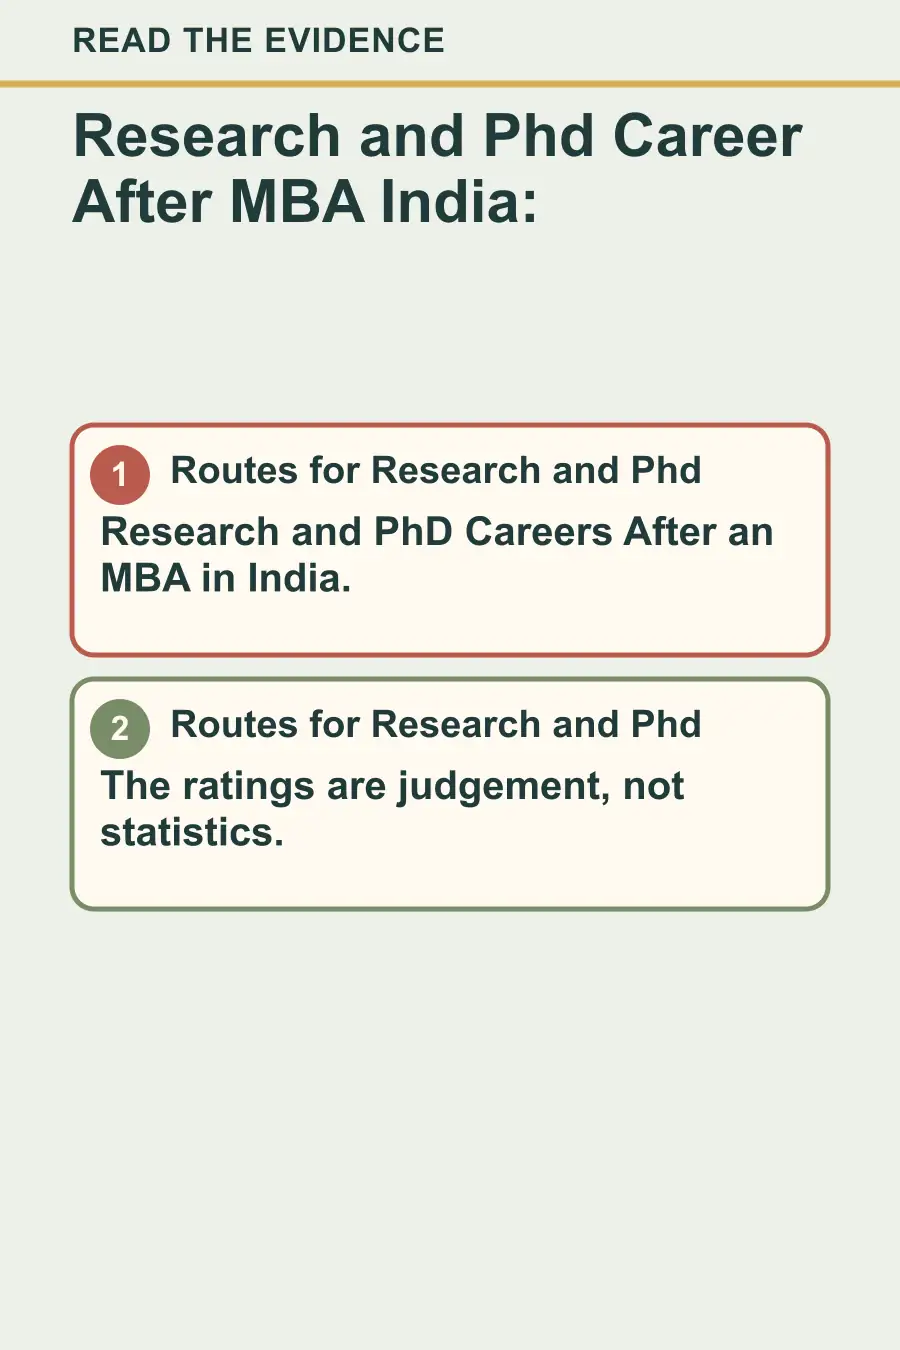 READ THE EVIDENCE
Research and Phd Career
After MBA India:
1 Routes for Research and Phd
Research and PhD Careers After an
MBA in India.
2 Routes for Research and Phd
The ratings are judgement, not
statistics.